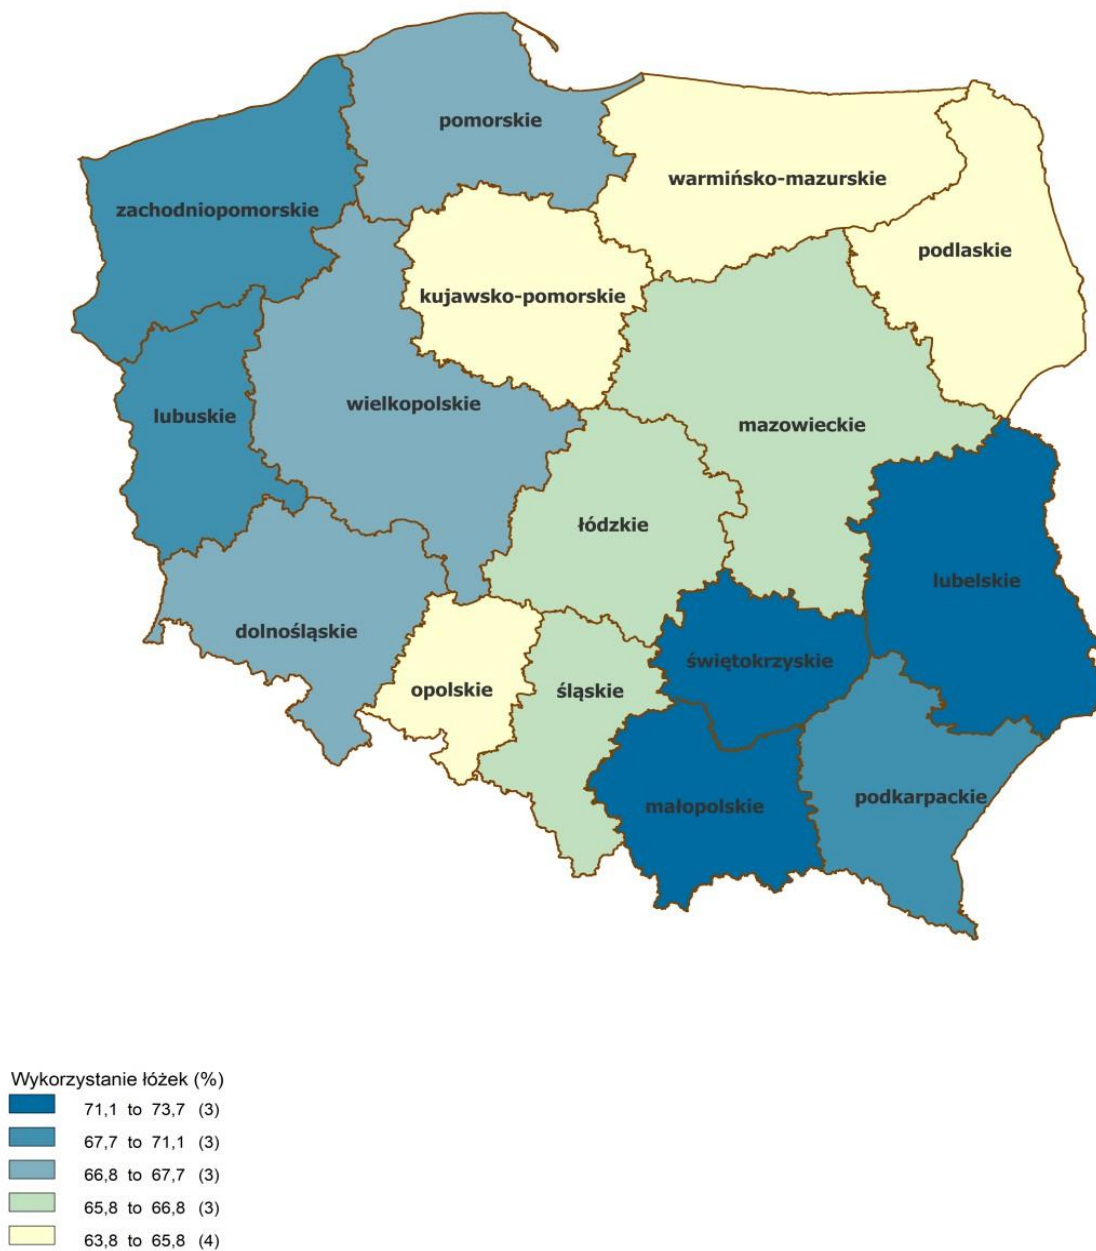 pomorskie
warmińsko-mazurskie
zachodniopomorskie
podlaskie
kujawsko-pomorskie
wielkopolskie
lubuskie
mazowieckie
łódzkie
lubelskie
dolnośląskie
świętokrzyskie
opolskie
śląskie
podkarpackie
małopolskie
Wykorzystanie łóżek (%)
71,1 to 73,7 (3)
67,7 to 71,1 (3)
66,8 to 67,7 (3)
65,8 to 66,8 (3)
63,8 to 65,8 (4)